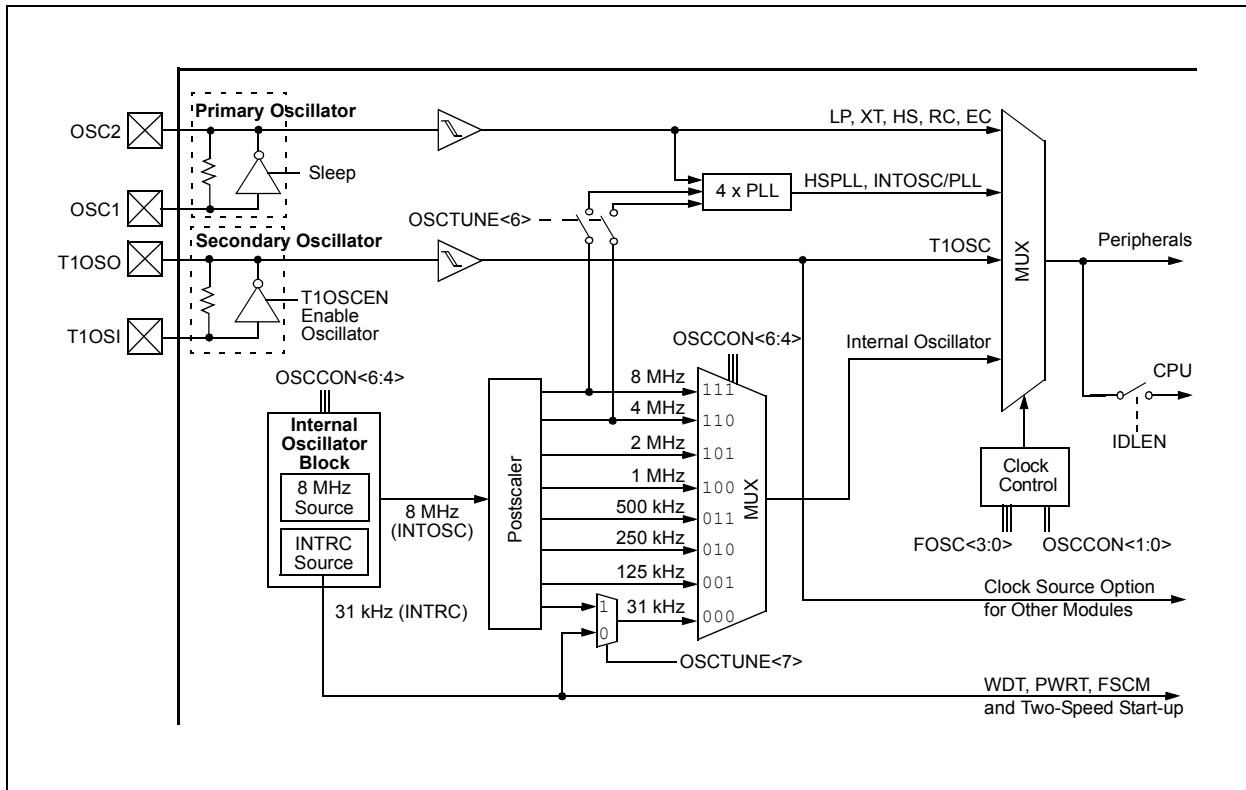 Primary Oscillator
OSC2
LP, XT, HS, RC, EC
Sleep
4 x PLL
HSPLL, INTOSC/PLL
OSC1
OSCTUNE<6>
Secondary Oscillator
T1OSO
T1OSC
MUX
Peripherals
T1OSCEN
Enable
Oscillator
T1OSI
OSCCON<6:4>
Internal Oscillator
CPU
IDLEN
OSCCON<6:4>
Internal
Oscillator
Block
8 MHz
Source
INTRC
Source
8 MHz
(INTOSC)
31 kHz (INTRC)
Postscaler
8 MHz
111
4 MHz
110
2 MHz
101
1 MHz
100
500 kHz
011
250 kHz
010
125 kHz
001
1
0
31 kHz
000
MUX
OSCTUNE<7>
Clock
Control
FOSC<3:0>
OSCCON<1:0>
Clock Source Option
for Other Modules
WDT, PWRT, FSCM
and Two-Speed Start-up